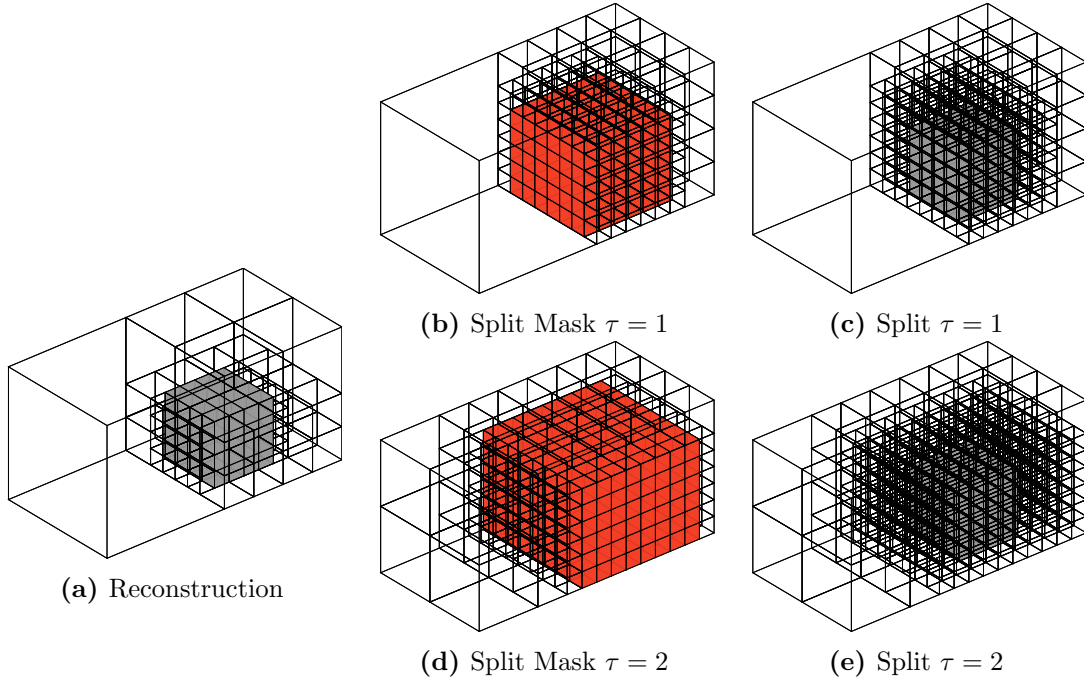 (b) Split Mask τ = 1
(c) Split τ = 1
(a) Reconstruction
(d) Split Mask τ = 2
(e) Split τ = 2